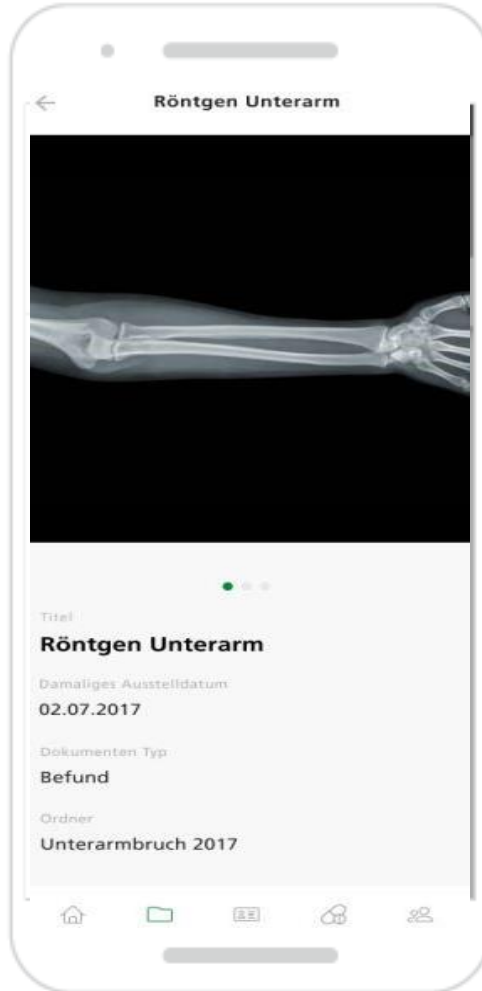 Röntgen Unterarm
Titel
Röntgen Unterarm
Damaliges Ausstelldatum
02.07.2017
Dokumenten Typ
Befund
Ordner
Unterarmbruch 2017